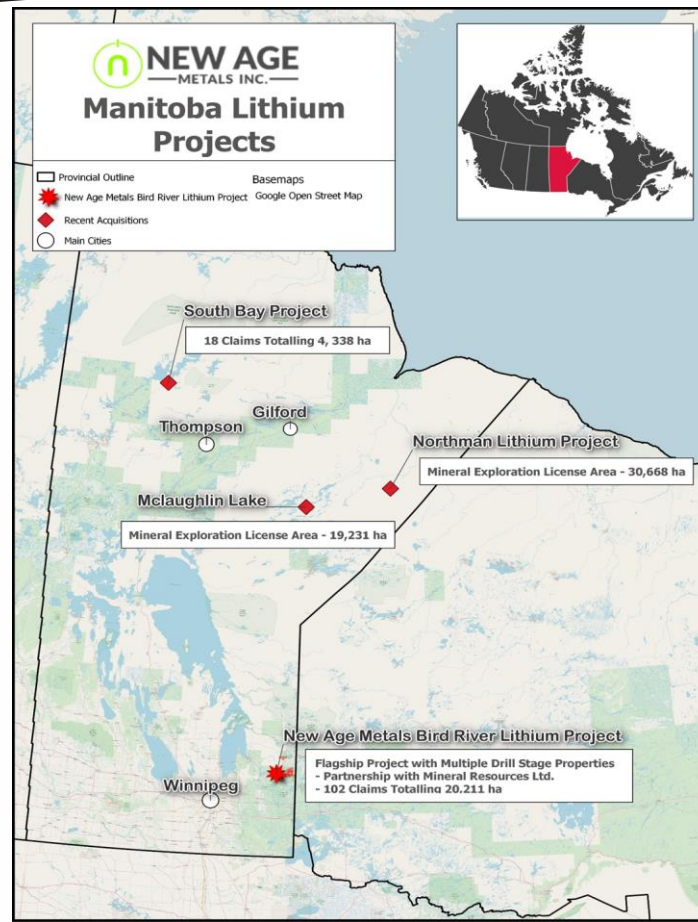 NEW AGE
METALS INC.
Manitoba Lithium
Projects
Provincial Outline
New Age Metals Bird River Lithium Project
Recent Acquisitions
Main Cities
Basemaps
Google Open Street Map
South Bay Project
18 Claims Totalling 4, 338 ha
Gilford
Thompson
Northman Lithium Project
Mineral Exploration License Area - 30,668 ha
Mclaughlin Lake
Mineral Exploration License Area - 19,231 ha
New Age Metals Bird River Lithium Project
Flagship Project with Multiple Drill Stage Properties
- Partnership with Mineral Resources Ltd.
- 102 Claims Totalling 20.211 ha
Winnipeg